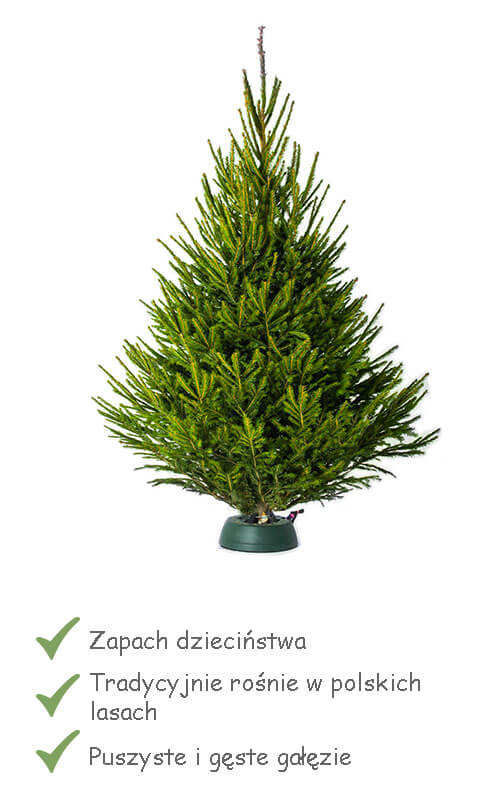 Zapach dzieciństwa
Tradycyjnie rośnie w polskich
lasach
Puszyste i gęste gałęzie